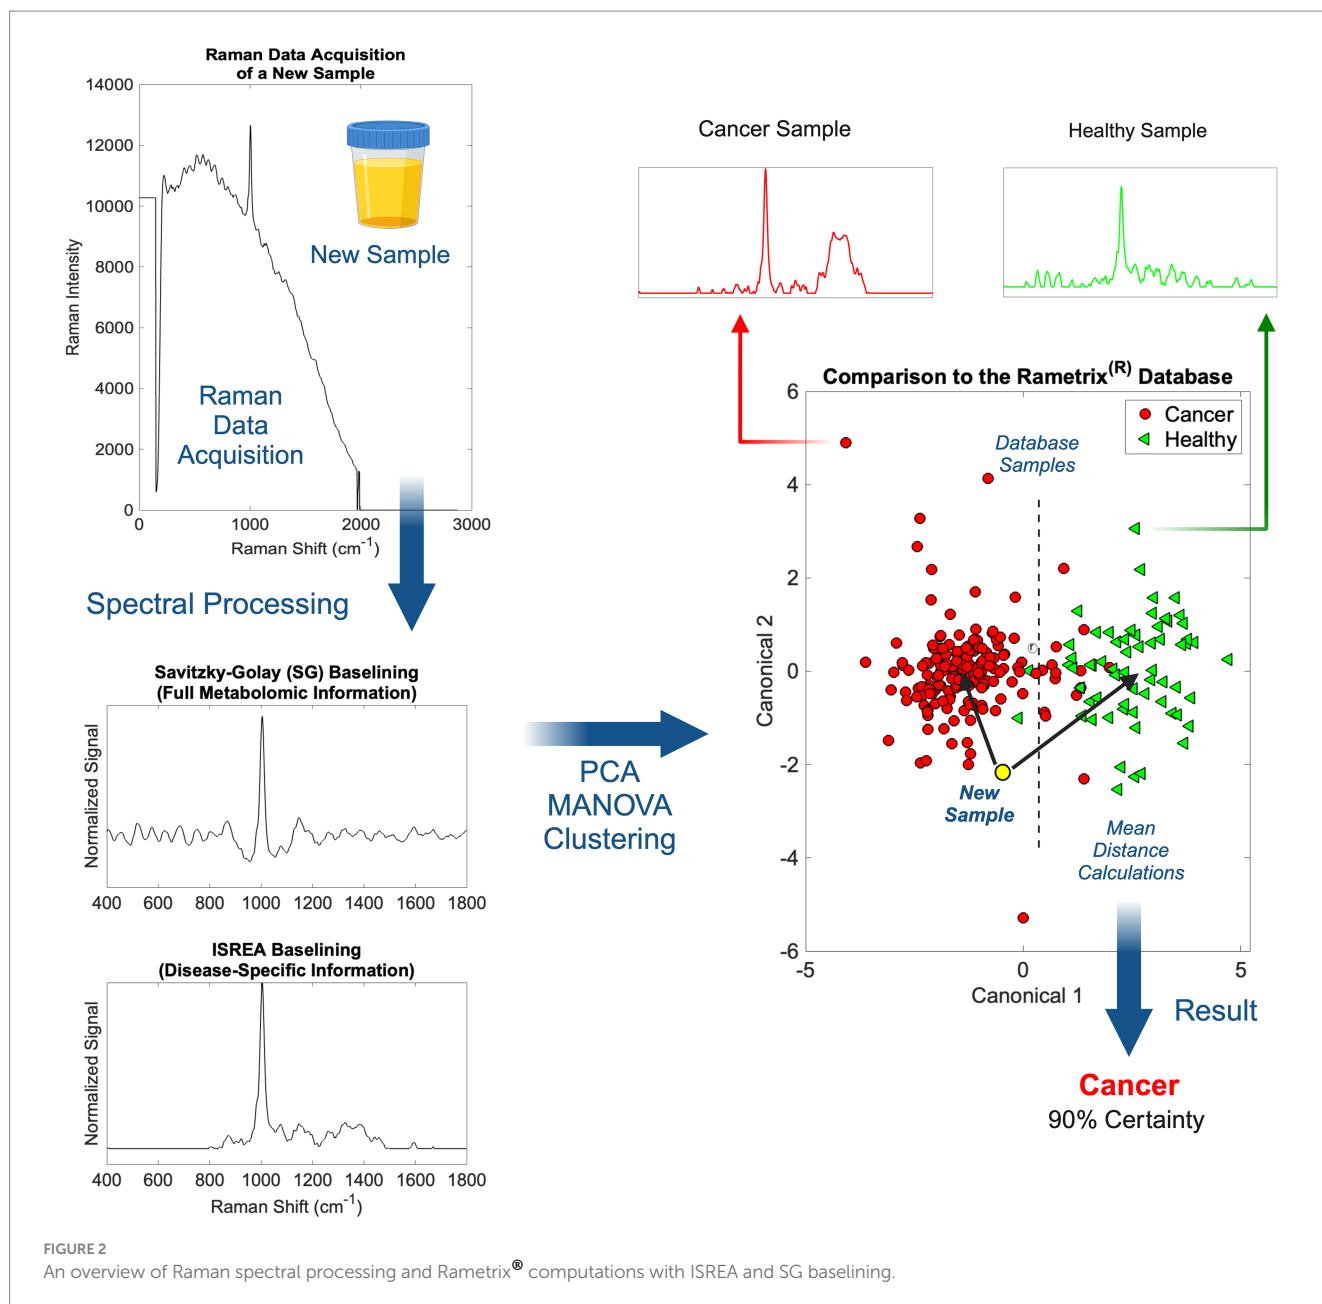 Raman Data Acquisition
of a New Sample
14000
12000
10000
8000
6000
4000
2000
0
Raman Intensity
0 1000 2000 3000
Raman Shift (cm-1)
New Sample
Raman
Data
Acquisition
Spectral Processing
Savitzky-Golay (SG) Baselining
(Full Metabolomic Information)
Normalized Signal
400 600 800 1000 1200 1400 1600 1800
ISREA Baselining
(Disease-Specific Information)
Normalized Signal
400 600 800 1000 1200 1400 1600 1800
Raman Shift (cm-1)
PCA
MANOVA
Clustering
Cancer Sample
Healthy Sample
Comparison to the Rametrix(R) Database
6
4
2
0
-2
-4
-6
Canonical 2
-5 0 5
Canonical 1
Cancer
Healthy
Database
Samples
r
New
Sample
Mean
Distance
Calculations
Result
Cancer
90% Certainty
FIGURE 2
An overview of Raman spectral processing and Rametrix® computations with ISREA and SG baselining.